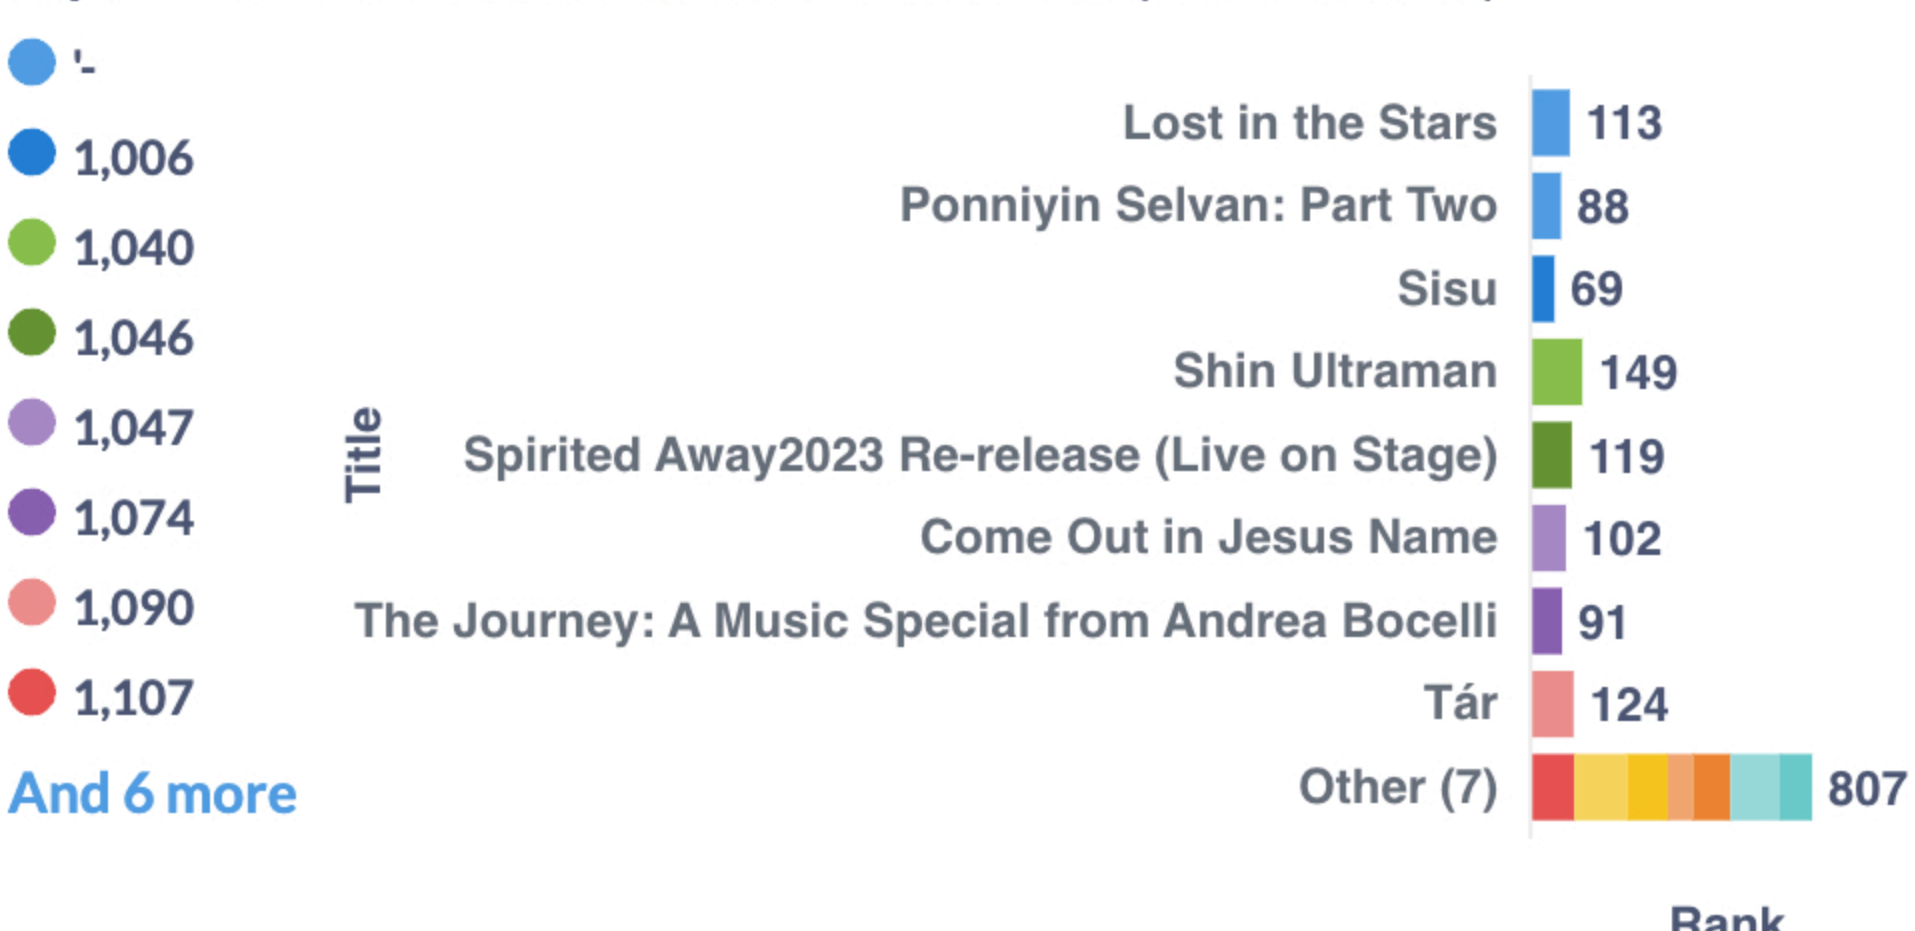 '-
1,006
1,040
1,046
1,047
1,074
1,090
1,107
And 6 more
Title
Lost in the Stars 113
Ponniyin Selvan: Part Two 88
Sisu 69
Shin Ultraman 149
Spirited Away2023 Re-release (Live on Stage) 119
Come Out in Jesus Name 102
The Journey: A Music Special from Andrea Bocelli 91
Tár 124
Other (7) 807
Rank